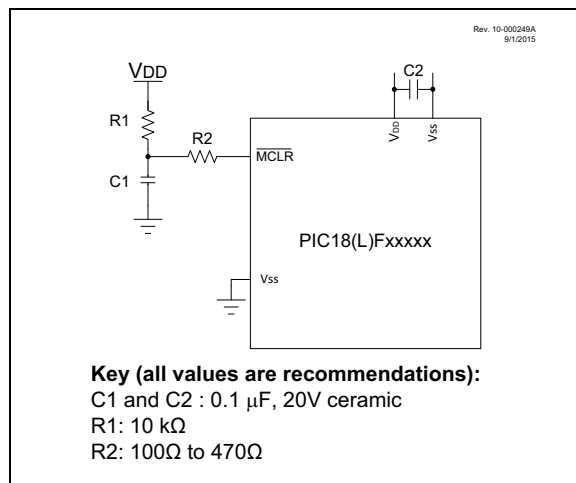 Rev. 10-000249A
9/1/2015
VDD
C2
R1
R2
VDD
Vss
MCLR
C1
PIC18(L)Fxxxxx
Vss
Key (all values are recommendations):
C1 and C2 : 0.1 μF, 20V ceramic
R1: 10 kΩ
R2: 100Ω to 470Ω